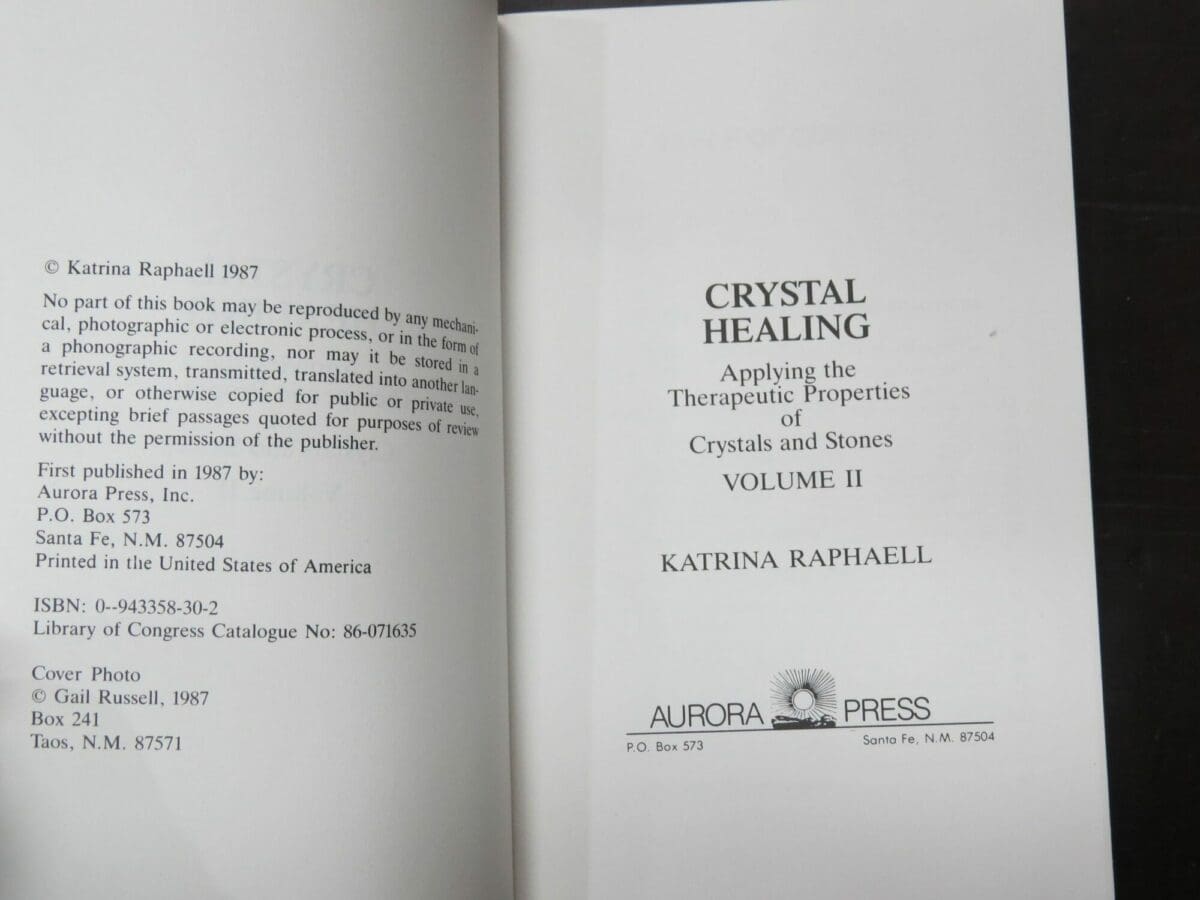 © Katrina Raphaell 1987
No part of this book may be reproduced by any mechani-
cal, photographic or electronic process, or in the form of
a phonographic recording, nor may it be stored in a
retrieval system, transmitted, translated into another lan-
guage, or otherwise copied for public or private use,
excepting brief passages quoted for purposes of review
without the permission of the publisher.
First published in 1987 by:
Aurora Press, Inc.
P.O. Box 573
Santa Fe, N.M. 87504
Printed in the United States of America
ISBN: 0--943358-30-2
Library of Congress Catalogue No: 86-071635
Cover Photo
© Gail Russell, 1987
Box 241
Taos, N.M. 87571
CRYSTAL
HEALING
Applying the
Therapeutic Properties
of
Crystals and Stones
VOLUME II
KATRINA RAPHAELL
AURORA PRESS
P.O. Box 573 Santa Fe, N.M. 87504